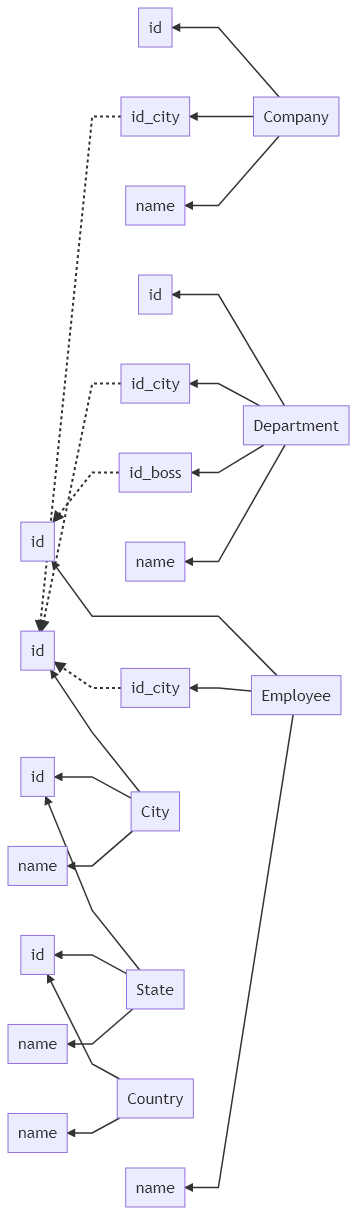 id
id_city
Company
name
id
id_city
Department
id_boss
id
name
id
id_city
Employee
id
City
name
id
State
name
Country
name
name